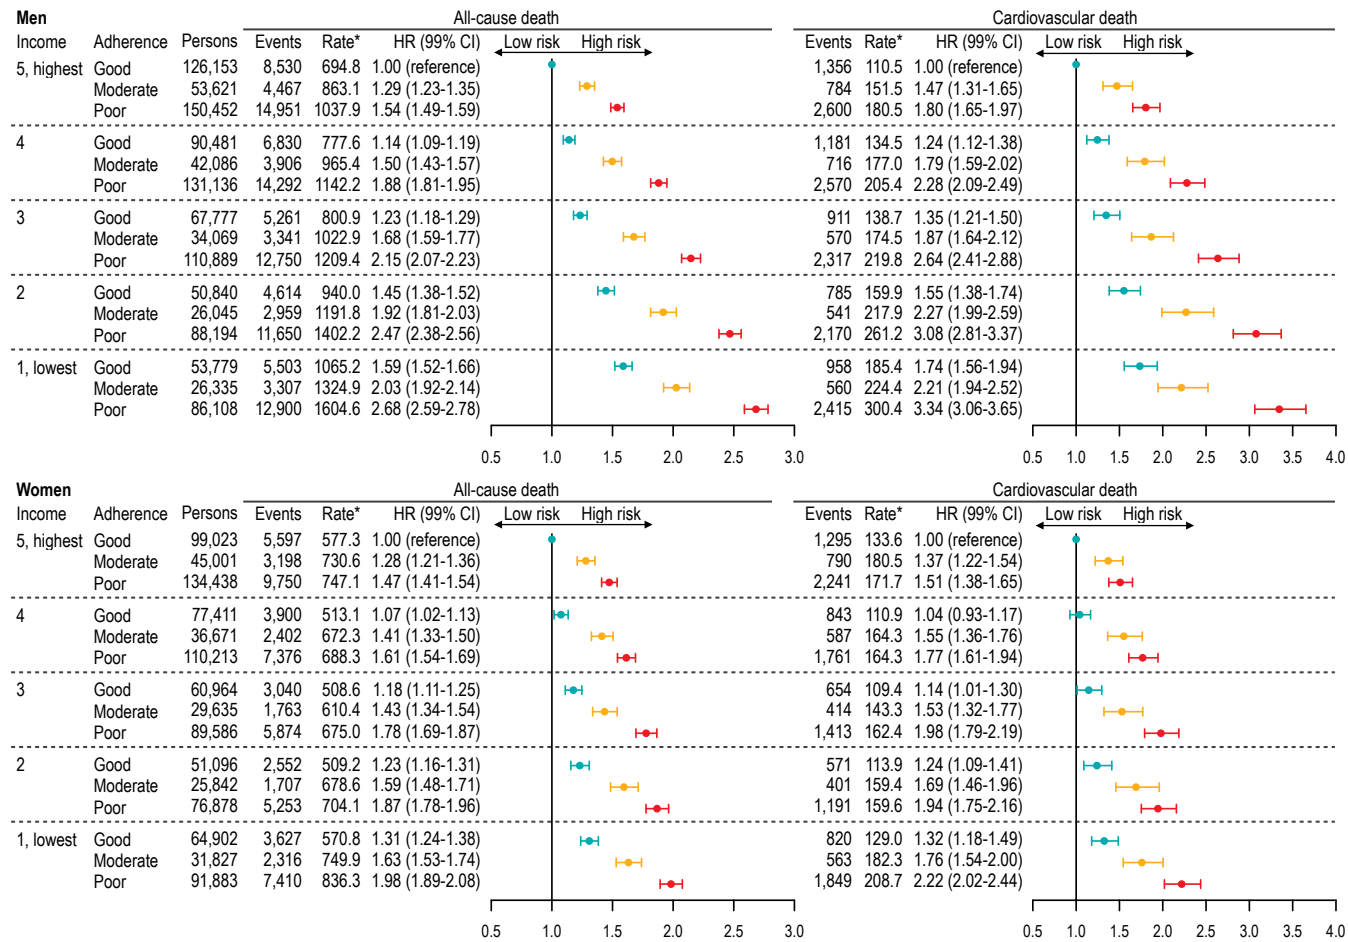 Men
All-cause death Cardiovascular death
Income Adherence Persons Events Rate* HR (99% CI) Low risk High risk Events Rate* HR (99% CI) Low risk High risk
5, highest Good 126,153 8,530 694.8 1.00 (reference) 1,356 110.5 1.00 (reference)
Moderate 53,621 4,467 863.1 1.29 (1.23-1.35) 784 151.5 1.47 (1.31-1.65)
Poor 150,452 14,951 1037.9 1.54 (1.49-1.59) 2,600 180.5 1.80 (1.65-1.97)
4 Good 90,481 6,830 777.6 1.14 (1.09-1.19) 1,181 134.5 1.24 (1.12-1.38)
Moderate 42,086 3,906 965.4 1.50 (1.43-1.57) 716 177.0 1.79 (1.59-2.02)
Poor 131,136 14,292 1142.2 1.88 (1.81-1.95) 2,570 205.4 2.28 (2.09-2.49)
3 Good 67,777 5,261 800.9 1.23 (1.18-1.29) 911 138.7 1.35 (1.21-1.50)
Moderate 34,069 3,341 1022.9 1.68 (1.59-1.77) 570 174.5 1.87 (1.64-2.12)
Poor 110,889 12,750 1209.4 2.15 (2.07-2.23) 2,317 219.8 2.64 (2.41-2.88)
2 Good 50,840 4,614 940.0 1.45 (1.38-1.52) 785 159.9 1.55 (1.38-1.74)
Moderate 26,045 2,959 1191.8 1.92 (1.81-2.03) 541 217.9 2.27 (1.99-2.59)
Poor 88,194 11,650 1402.2 2.47 (2.38-2.56) 2,170 261.2 3.08 (2.81-3.37)
1, lowest Good 53,779 5,503 1065.2 1.59 (1.52-1.66) 958 185.4 1.74 (1.56-1.94)
Moderate 26,335 3,307 1324.9 2.03 (1.92-2.14) 560 224.4 2.21 (1.94-2.52)
Poor 86,108 12,900 1604.6 2.68 (2.59-2.78) 2,415 300.4 3.34 (3.06-3.65)
0.5 1.0 1.5 2.0 2.5 3.0 0.5 1.0 1.5 2.0 2.5 3.0 3.5 4.0
Women
All-cause death Cardiovascular death
Income Adherence Persons Events Rate* HR (99% CI) Low risk High risk Events Rate* HR (99% CI) Low risk High risk
5, highest Good 99,023 5,597 577.3 1.00 (reference) 1,295 133.6 1.00 (reference)
Moderate 45,001 3,198 730.6 1.28 (1.21-1.36) 790 180.5 1.37 (1.22-1.54)
Poor 134,438 9,750 747.1 1.47 (1.41-1.54) 2,241 171.7 1.51 (1.38-1.65)
4 Good 77,411 3,900 513.1 1.07 (1.02-1.13) 843 110.9 1.04 (0.93-1.17)
Moderate 36,671 2,402 672.3 1.41 (1.33-1.50) 587 164.3 1.55 (1.36-1.76)
Poor 110,213 7,376 688.3 1.61 (1.54-1.69) 1,761 164.3 1.77 (1.61-1.94)
3 Good 60,964 3,040 508.6 1.18 (1.11-1.25) 654 109.4 1.14 (1.01-1.30)
Moderate 29,635 1,763 610.4 1.43 (1.34-1.54) 414 143.3 1.53 (1.32-1.77)
Poor 89,586 5,874 675.0 1.78 (1.69-1.87) 1,413 162.4 1.98 (1.79-2.19)
2 Good 51,096 2,552 509.2 1.23 (1.16-1.31) 571 113.9 1.24 (1.09-1.41)
Moderate 25,842 1,707 678.6 1.59 (1.48-1.71) 401 159.4 1.69 (1.46-1.96)
Poor 76,878 5,253 704.1 1.87 (1.78-1.96) 1,191 159.6 1.94 (1.75-2.16)
1, lowest Good 64,902 3,627 570.8 1.31 (1.24-1.38) 820 129.0 1.32 (1.18-1.49)
Moderate 31,827 2,316 749.9 1.63 (1.53-1.74) 563 182.3 1.76 (1.54-2.00)
Poor 91,883 7,410 836.3 1.98 (1.89-2.08) 1,849 208.7 2.22 (2.02-2.44)
0.5 1.0 1.5 2.0 2.5 3.0 0.5 1.0 1.5 2.0 2.5 3.0 3.5 4.0